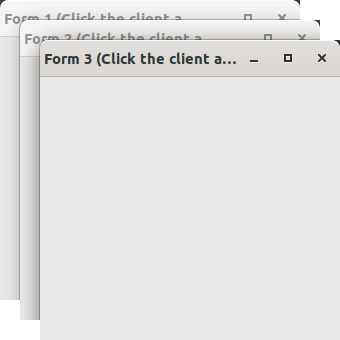 Form 1 (Click the client a
Form 2 (Click the client a
Form 3 (Click the client a...